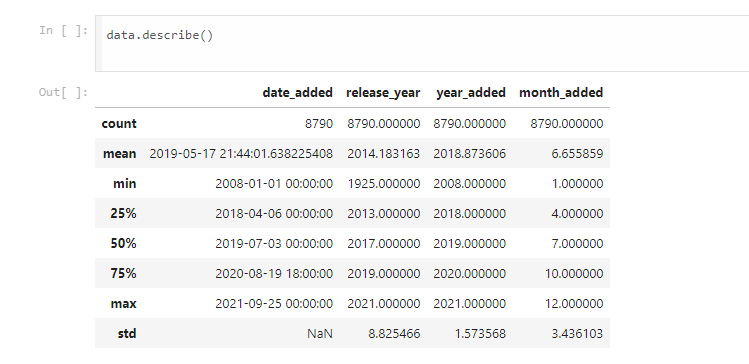 In [ ]: data.describe()
Out[ ]:
date_added release_year year_added month_added
count 8790 8790.000000 8790.000000 8790.000000
mean 2019-05-17 21:44:01.638225408 2014.183163 2018.873606 6.655859
min 2008-01-01 00:00:00 1925.000000 2008.000000 1.000000
25% 2018-04-06 00:00:00 2013.000000 2018.000000 4.000000
50% 2019-07-03 00:00:00 2017.000000 2019.000000 7.000000
75% 2020-08-19 18:00:00 2019.000000 2020.000000 10.000000
max 2021-09-25 00:00:00 2021.000000 2021.000000 12.000000
std NaN 8.825466 1.573568 3.436103